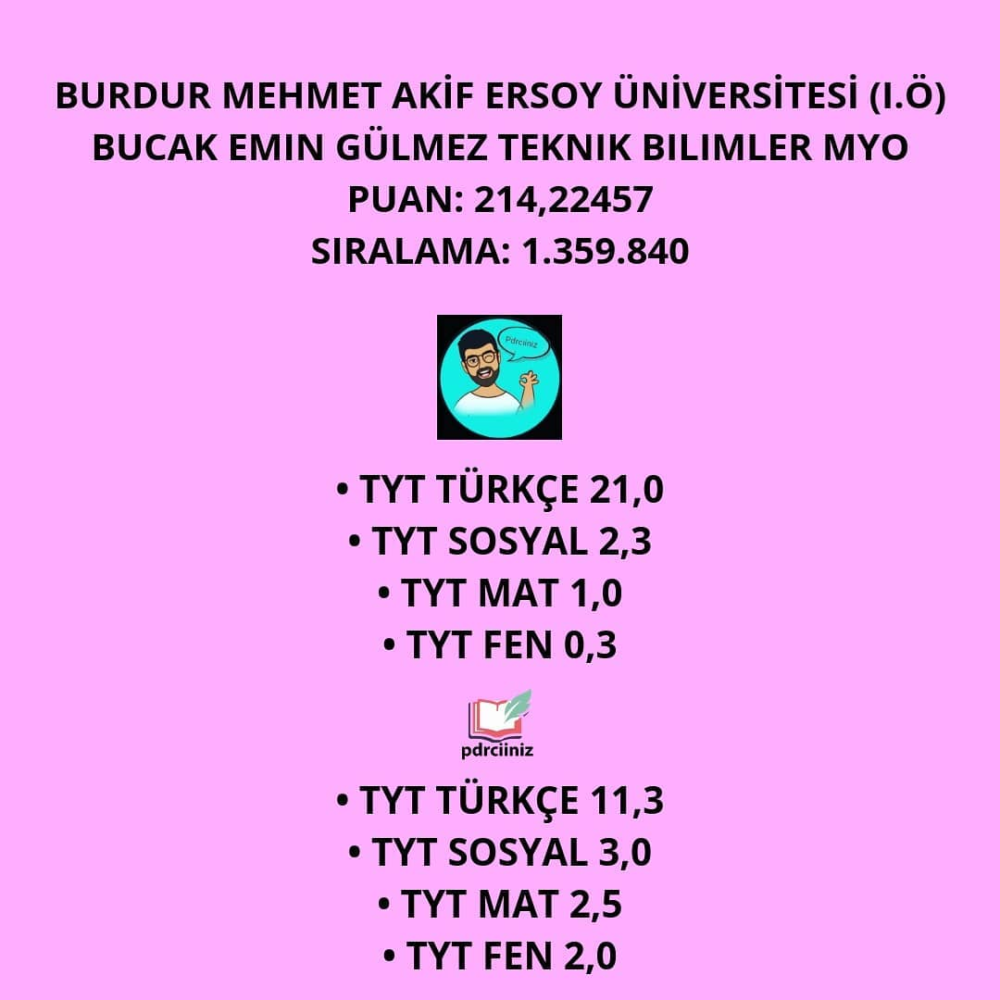 BURDUR MEHMET AKİF ERSOY ÜNİVERSİTESİ (I.Ö)
BUCAK EMIN GÜLMEZ TEKNIK BILIMLER MYO
PUAN: 214,22457
SIRALAMA: 1.359.840
Pdrciiniz
• TYT TÜRKÇE 21,0
• TYT SOSYAL 2,3
• TYT MAT 1,0
• TYT FEN 0,3
pdrciiniz
• TYT TÜRKÇE 11,3
• TYT SOSYAL 3,0
• TYT MAT 2,5
• TYT FEN 2,0